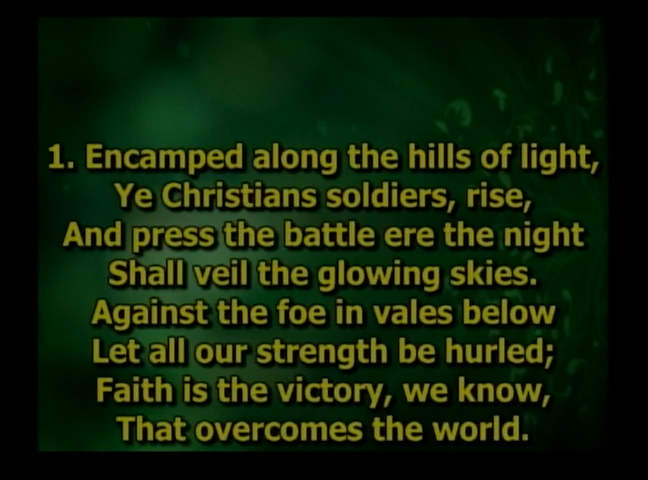 1. Encamped along the hills of light,
Ye Christians soldiers, rise,
And press the battle ere the night
Shall veil the glowing skies.
Against the foe in vales below
Let all our strength be hurled;
Faith is the victory, we know,
That overcomes the world.